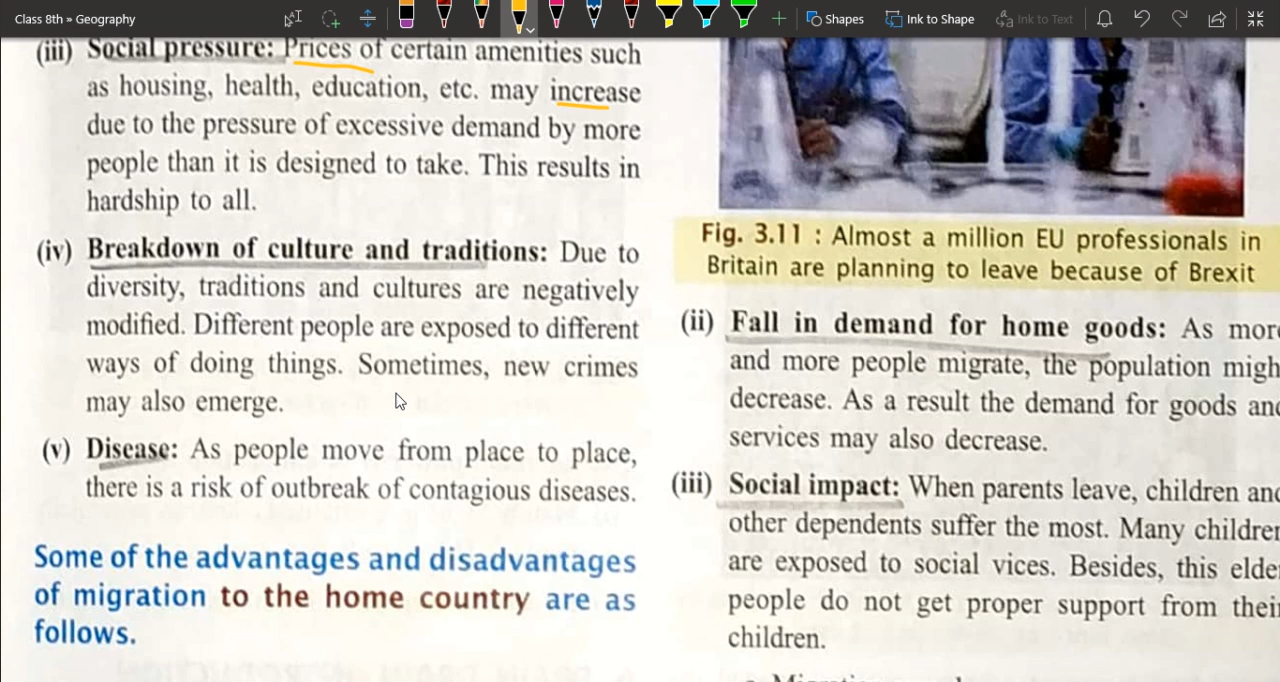 Class 8th » Geography
Shapes
Ink to Shape
Ink to Text
(iii) Social pressure: Prices of certain amenities such
as housing, health, education, etc. may increase
due to the pressure of excessive demand by more
people than it is designed to take. This results in
hardship to all.
(iv) Breakdown of culture and traditions: Due to
diversity, traditions and cultures are negatively
modified. Different people are exposed to different
ways of doing things. Sometimes, new crimes
may also emerge.
(v) Disease: As people move from place to place,
there is a risk of outbreak of contagious diseases.
Some of the advantages and disadvantages
of migration to the home country are as
follows.
Fig. 3.11 : Almost a million EU professionals in
Britain are planning to leave because of Brexit
(ii) Fall in demand for home goods: As more
and more people migrate, the population migh
decrease. As a result the demand for goods and
services may also decrease.
(iii) Social impact: When parents leave, children and
other dependents suffer the most. Many children
are exposed to social vices. Besides, this elde
people do not get proper support from their
children.